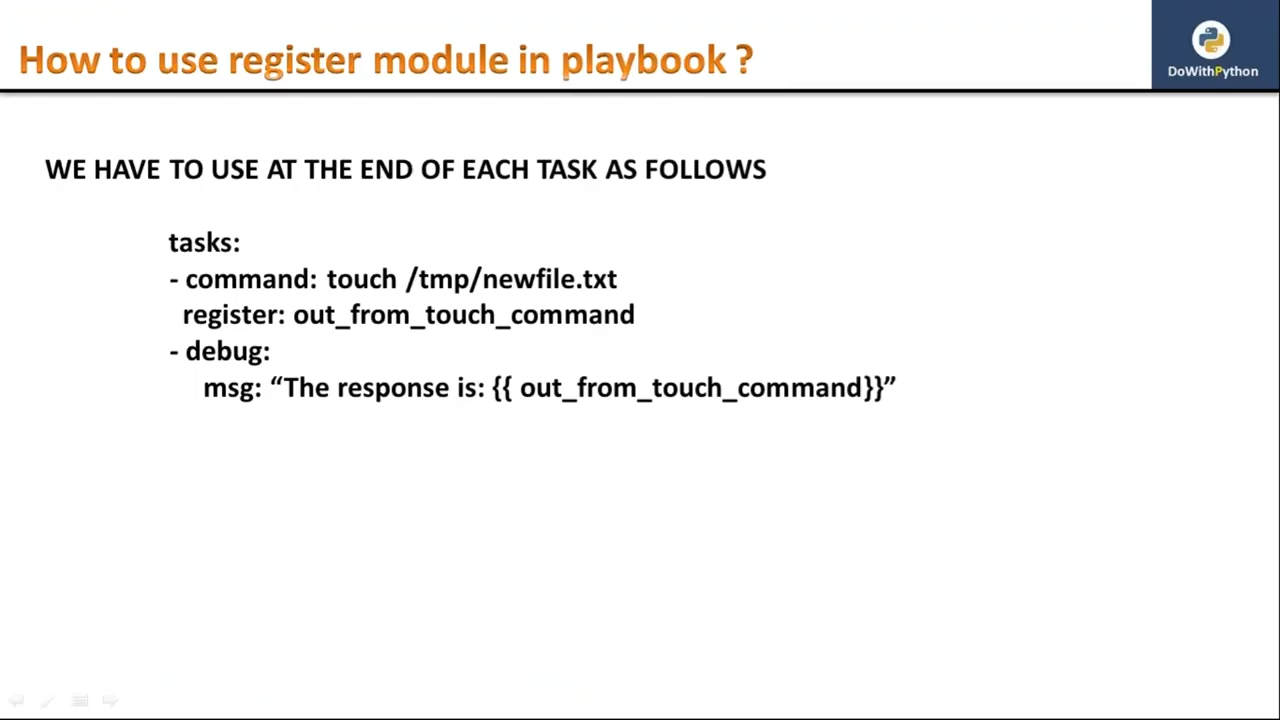 How to use register module in playbook ?
DoWithPython
WE HAVE TO USE AT THE END OF EACH TASK AS FOLLOWS
tasks:
- command: touch /tmp/newfile.txt
register: out_from_touch_command
- debug:
msg: “The response is: {{ out_from_touch_command}}”